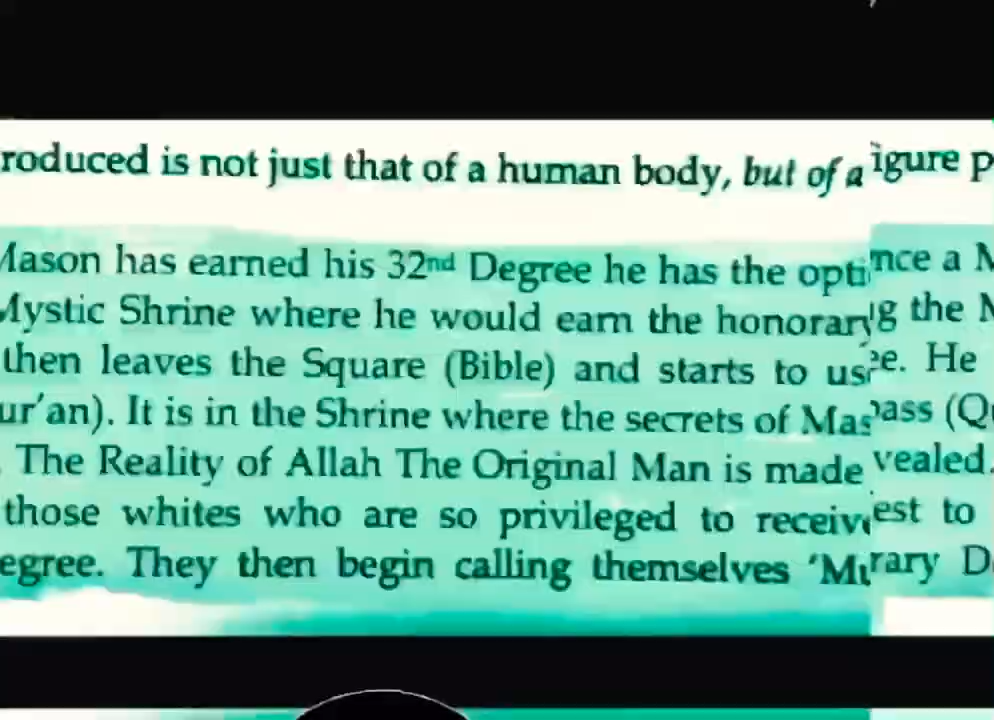 roduced is not just that of a human body, but of a igure p
Mason has earned his 32nd Degree he has the opti nce a M
Mystic Shrine where he would earn the honorary g the M
then leaves the Square (Bible) and starts to us ee. He
ur'an). It is in the Shrine where the secrets of Mas pass (Qu
. The Reality of Allah The Original Man is made vealed.
those whites who are so privileged to receive est to
egree. They then begin calling themselves 'Mu rary D